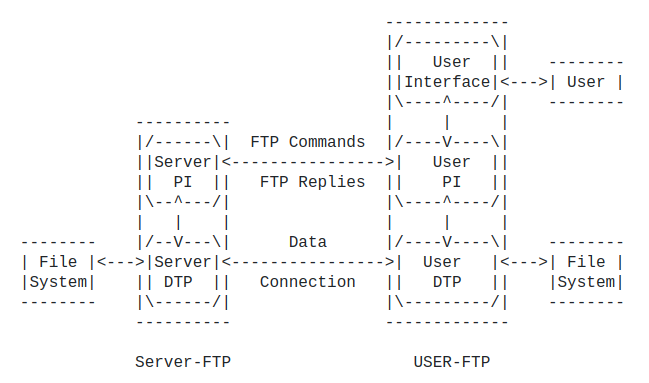 -------------
                                      |/---------\|
                                      ||   User  ||    --------
                                      ||Interface|<--->| User |
                                      |\----^----/|    --------
            ----------                |     |     |
            |/------\|  FTP Commands  |/----V----\|
            ||Server|<---------------->|   User  ||
            ||  PI  ||   FTP Replies  ||    PI   ||
            |\--^---/|                |\----^----/|
            |   |    |                |     |     |
--------    |/--V---\|      Data      |/----V----\|    --------
| File |<--->|Server|<---------------->|  User   |<--->| File |
|System|    || DTP  ||   Connection   ||   DTP   ||    |System|
--------    |\------/|                |\---------/|    --------
            ----------                -------------

            Server-FTP                   USER-FTP